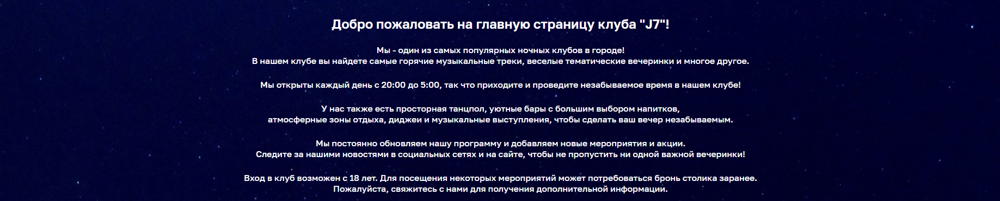 Добро пожаловать на главную страницу клуба "J7"!
Мы - один из самых популярных ночных клубов в городе!
В нашем клубе вы найдете самые горячие музыкальные треки, веселые тематические вечеринки и многое другое.
Мы открыты каждый день с 20:00 до 5:00, так что приходите и проведите незабываемое время в нашем клубе!
У нас также есть просторная танцпол, уютные бары с большим выбором напитков,
атмосферные зоны отдыха, диджеи и музыкальные выступления, чтобы сделать ваш вечер незабываемым.
Мы постоянно обновляем нашу программу и добавляем новые мероприятия и акции.
Следите за нашими новостями в социальных сетях и на сайте, чтобы не пропустить ни одной важной вечеринки!
Вход в клуб возможен с 18 лет. Для посещения некоторых мероприятий может потребоваться бронь столика заранее.
Пожалуйста, свяжитесь с нами для получения дополнительной информации.